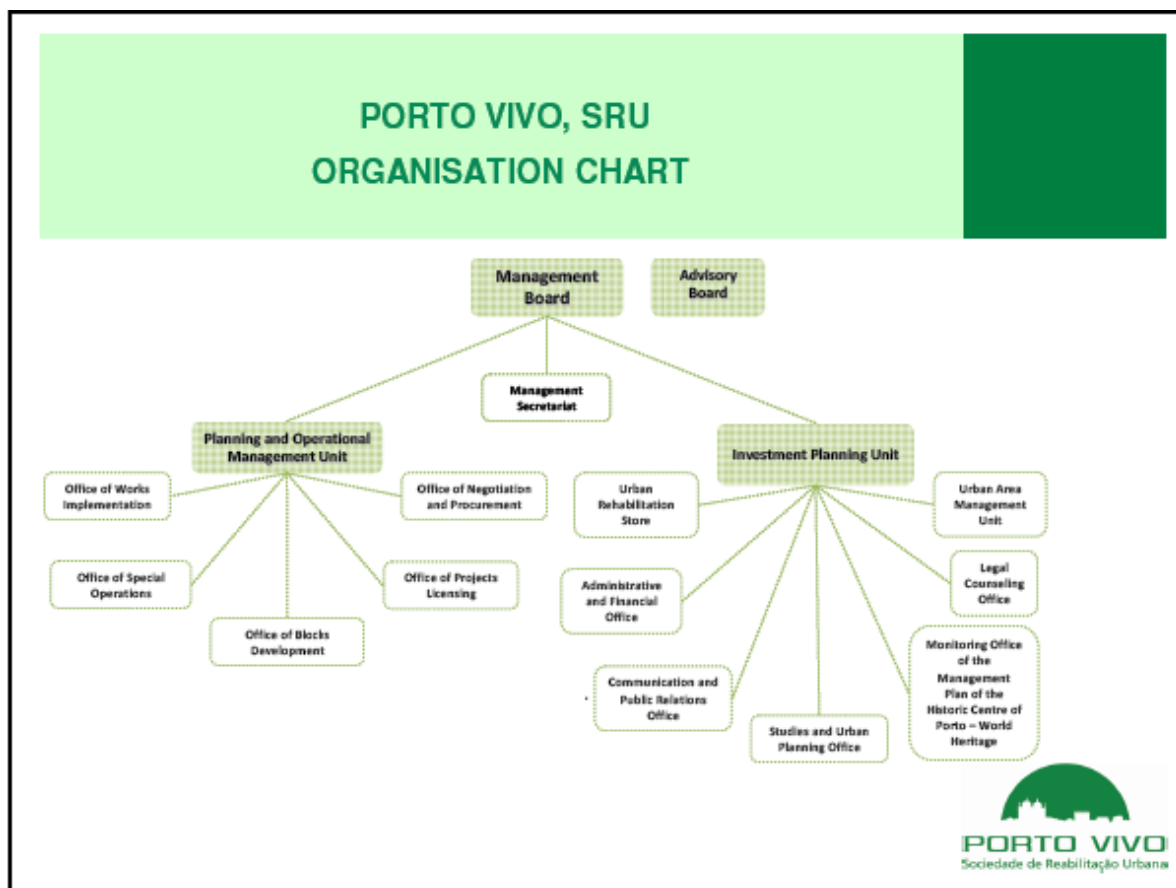 PORTO VIVO, SRU
ORGANISATION CHART
Management
Board
Advisory
Board
Management
Secretariat
Planning and Operational
Management Unit
Investment Planning Unit
Office of Works
Implementation
Office of Negotiation
and Procurement
Office of Special
Operations
Office of Projects
Licensing
Office of Blocks
Development
Urban
Rehabilitation
Store
Urban Area
Management
Unit
Administrative
and Financial
Office
Legal
Counseling
Office
Communication and
Public Relations
Office
Studies and Urban
Planning Office
Monitoring Office
of the
Management
Plan of the
Historic Centre of
Porto – World
Heritage
PORTO VIVO
Sociedade de Reabilitação Urbana